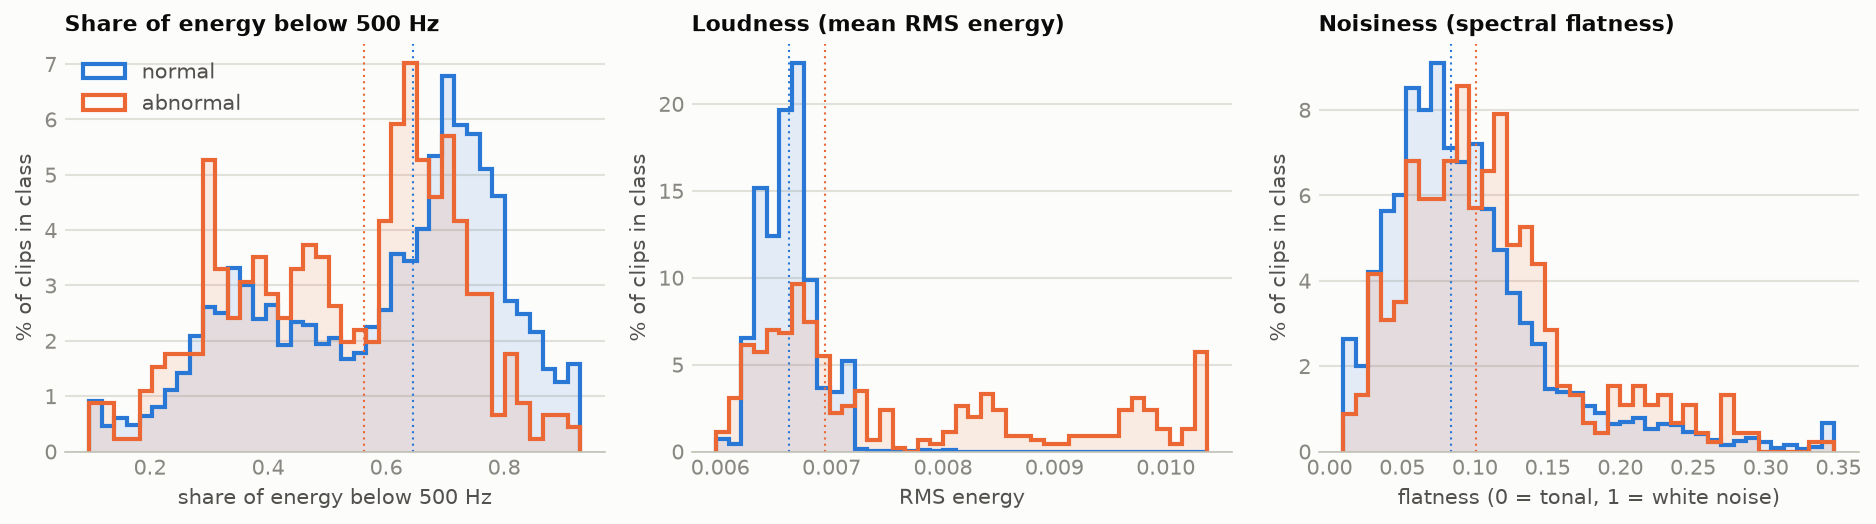 Share of energy below 500 Hz
7
6
5
4
3
2
1
0
% of clips in class
normal
abnormal
0.2 0.4 0.6 0.8
share of energy below 500 Hz
Loudness (mean RMS energy)
20
15
10
5
0
% of clips in class
0.006 0.007 0.008 0.009 0.010
RMS energy
Noisiness (spectral flatness)
8
6
4
2
0
% of clips in class
0.00 0.05 0.10 0.15 0.20 0.25 0.30 0.35
flatness (0 = tonal, 1 = white noise)